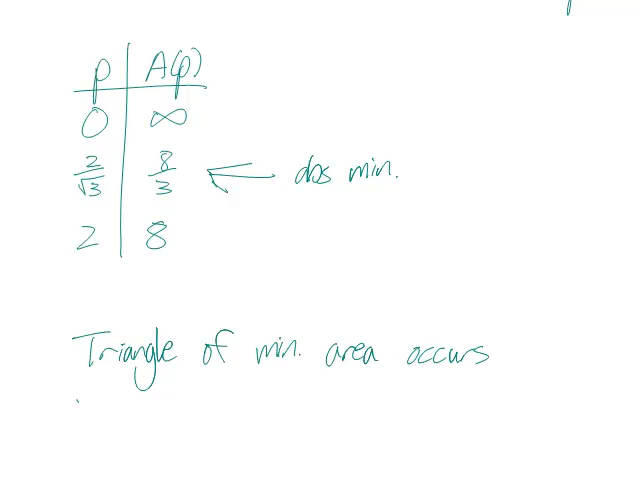 p A(p)
0 ∞
2/√3 8/3 ← abs min.
2 8
Triangle of min. area occurs